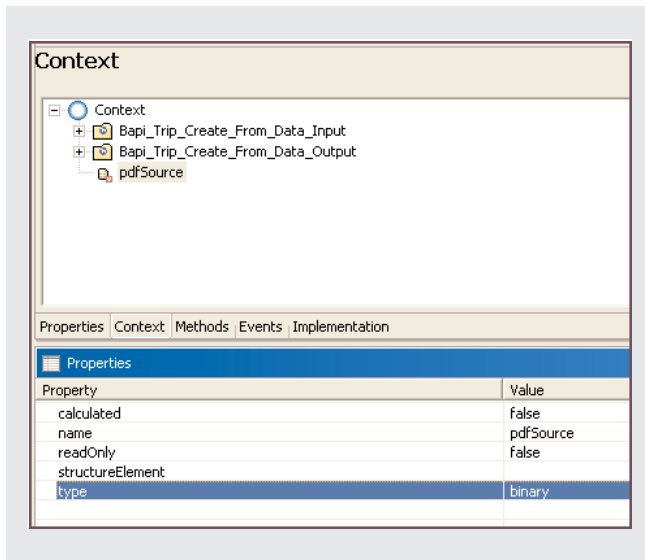 Context
Context
Bapi_Trip_Create_From_Data_Input
Bapi_Trip_Create_From_Data_Output
pdfSource
Properties Context Methods Events Implementation
Properties
Property Value
calculated false
name pdfSource
readOnly false
structureElement
type binary